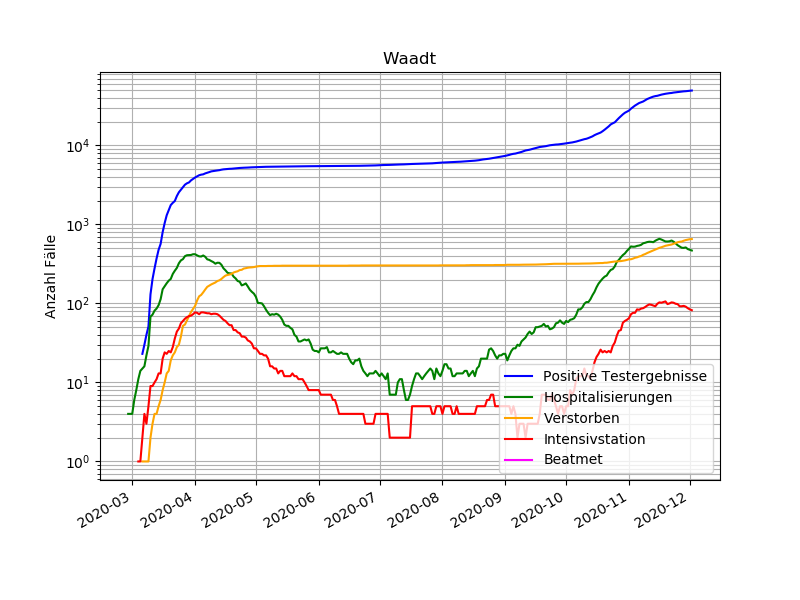 Waadt
Anzahl Fälle
10^4
10^3
10^2
10^1
10^0
Positive Testergebnisse
Hospitalisierungen
Verstorben
Intensivstation
Beatmet
2020-03
2020-04
2020-05
2020-06
2020-07
2020-08
2020-09
2020-10
2020-11
2020-12